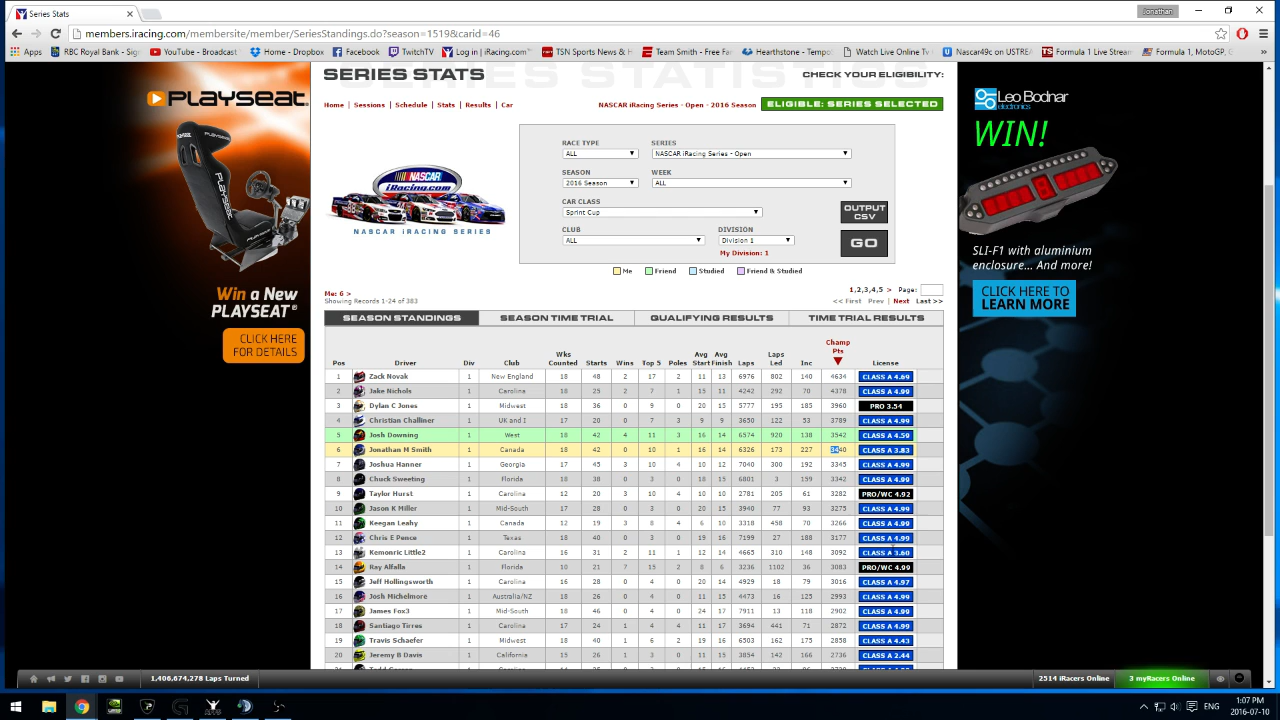 Series Stats
Jonathan
members.iracing.com/membersite/member/SeriesStandings.do?season=1519&carid=46
Apps RBC Royal Bank - Sig YouTube - Broadcast Home - Dropbox Facebook TwitchTV Log in | iRacing.com TSN Sports News & H Team Smith - Free Far Hearthstone - Tempo Watch Live Online Tv Nascar49c on USTREA Formula 1 Live Stream Formula 1, MotoGP,
SERIES STATS
CHECK YOUR ELIGIBILITY:
Home | Sessions | Schedule | Stats | Results | Car
NASCAR iRacing Series - Open - 2016 Season ELIGIBLE: SERIES SELECTED
PLAYSEAT
Win a New
PLAYSEAT®
CLICK HERE
FOR DETAILS
NASCAR
iRacing.com
NASCAR iRACING SERIES
RACE TYPE SERIES
ALL NASCAR iRacing Series - Open
SEASON WEEK
2016 Season ALL
CAR CLASS
Sprint Cup
OUTPUT
CSV
CLUB DIVISION
ALL Division 1
GO
My Division: 1
Me Friend Studied Friend & Studied
Leo Bodnar
electronics
WIN!
SLI-F1 with aluminium
enclosure... And more!
CLICK HERE TO
LEARN MORE
Me: 6 >
Showing Records 1-24 of 383
1,2,3,4,5 > Page:
<< First Prev | Next Last >>
SEASON STANDINGS SEASON TIME TRIAL QUALIFYING RESULTS TIME TRIAL RESULTS
Pos Driver Div Club Wks Counted Starts Wins Top 5 Poles Avg Start Avg Finish Laps Laps Led Inc Champ Pts License
1 Zack Novak 1 New England 18 48 2 17 2 11 13 6976 802 140 4634 CLASS A 4.69
2 Jake Nichols 1 Carolina 18 25 2 7 1 15 11 4242 292 70 4378 CLASS A 4.99
3 Dylan C Jones 1 Midwest 18 36 0 9 0 20 15 5777 195 185 3960 PRO 3.54
4 Christian Challiner 1 UK and I 17 20 0 7 3 9 9 3650 122 53 3789 CLASS A 4.99
5 Josh Downing 1 West 18 42 4 11 3 16 14 6574 920 138 3542 CLASS A 4.59
6 Jonathan M Smith 1 Canada 18 42 0 10 1 16 14 6326 173 227 3440 CLASS A 3.83
7 Joshua Hanner 1 Georgia 17 45 3 10 4 10 12 7040 300 192 3345 CLASS A 4.99
8 Chuck Sweeting 1 Florida 18 38 0 3 0 18 15 6801 3 159 3342 CLASS A 4.99
9 Taylor Hurst 1 Carolina 12 20 3 10 4 10 10 2781 205 61 3282 PRO/WC 4.92
10 Jason K Miller 1 Mid-South 17 28 0 3 0 20 15 3940 77 93 3275 CLASS A 4.99
11 Keegan Leahy 1 Canada 12 19 3 8 4 6 10 3318 458 71 3266 CLASS A 4.99
12 Chris E Pence 1 Texas 18 40 0 3 1 19 16 7199 27 188 3177 CLASS A 4.99
13 Kemonric Little2 1 Carolina 16 31 2 11 1 12 14 4665 310 148 3092 CLASS A 3.60
14 Ray Alfalla 1 Florida 10 21 7 15 2 8 6 3236 1102 36 3083 PRO/WC 4.99
15 Jeff Hollingsworth 1 Carolina 16 28 0 4 0 20 14 4929 18 79 3016 CLASS A 4.97
16 Josh Michelmore 1 Australia/NZ 18 26 0 4 0 11 15 4473 16 125 2993 CLASS A 4.99
17 James Fox3 1 Mid-South 18 46 0 4 0 24 17 7911 13 118 2902 CLASS A 4.99
18 Santiago Tirres 1 Mid-South 17 24 1 4 4 11 17 3694 441 71 2872 CLASS A 4.99
19 Travis Schaefer 1 Midwest 18 40 1 6 2 19 16 6503 162 175 2858 CLASS A 4.43
20 Jeremy B Davis 1 California 15 26 1 3 0 11 15 3854 142 166 2736 CLASS A 2.44
1,406,674,278 Laps Turned
2514 iRacers Online 3 myRacers Online
ENG
1:07 PM
2016-07-10